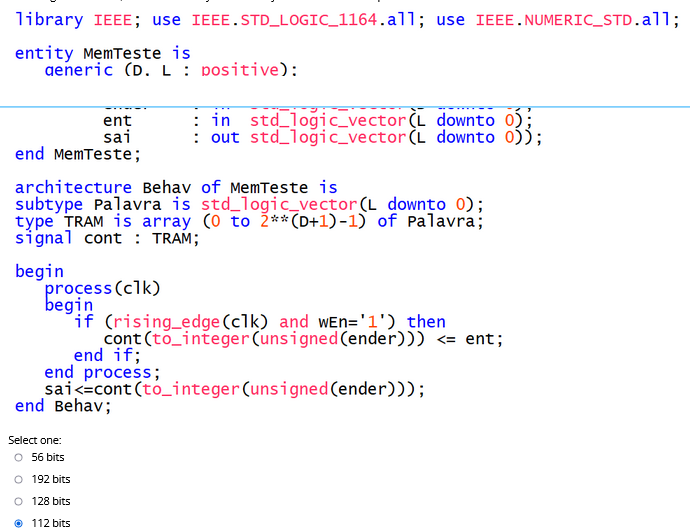 library IEEE; use IEEE.STD_LOGIC_1164.all; use IEEE.NUMERIC_STD.all;
entity MemTeste is
generic (D, L : positive);
ent : in std_logic_vector(L downto 0);
sai : out std_logic_vector(L downto 0));
end MemTeste;
architecture Behav of MemTeste is
subtype Palavra is std_logic_vector(L downto 0);
type TRAM is array (0 to 2**(D+1)-1) of Palavra;
signal cont : TRAM;
begin
process(clk)
begin
if (rising_edge(clk) and wEn='1') then
cont(to_integer(unsigned(ender))) <= ent;
end if;
end process;
sai<=cont(to_integer(unsigned(ender)));
end Behav;
Select one:
56 bits
192 bits
128 bits
112 bits